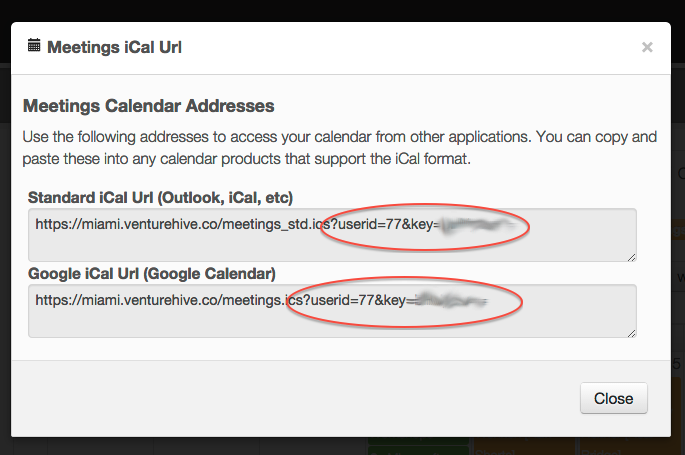 Meetings iCal Url
×
Meetings Calendar Addresses
Use the following addresses to access your calendar from other applications. You can copy and
paste these into any calendar products that support the iCal format.
Standard iCal Url (Outlook, iCal, etc)
https://miami.venturehive.co/meetings_std.ics?userid=77&key=
Google iCal Url (Google Calendar)
https://miami.venturehive.co/meetings.ics?userid=77&key=
Close